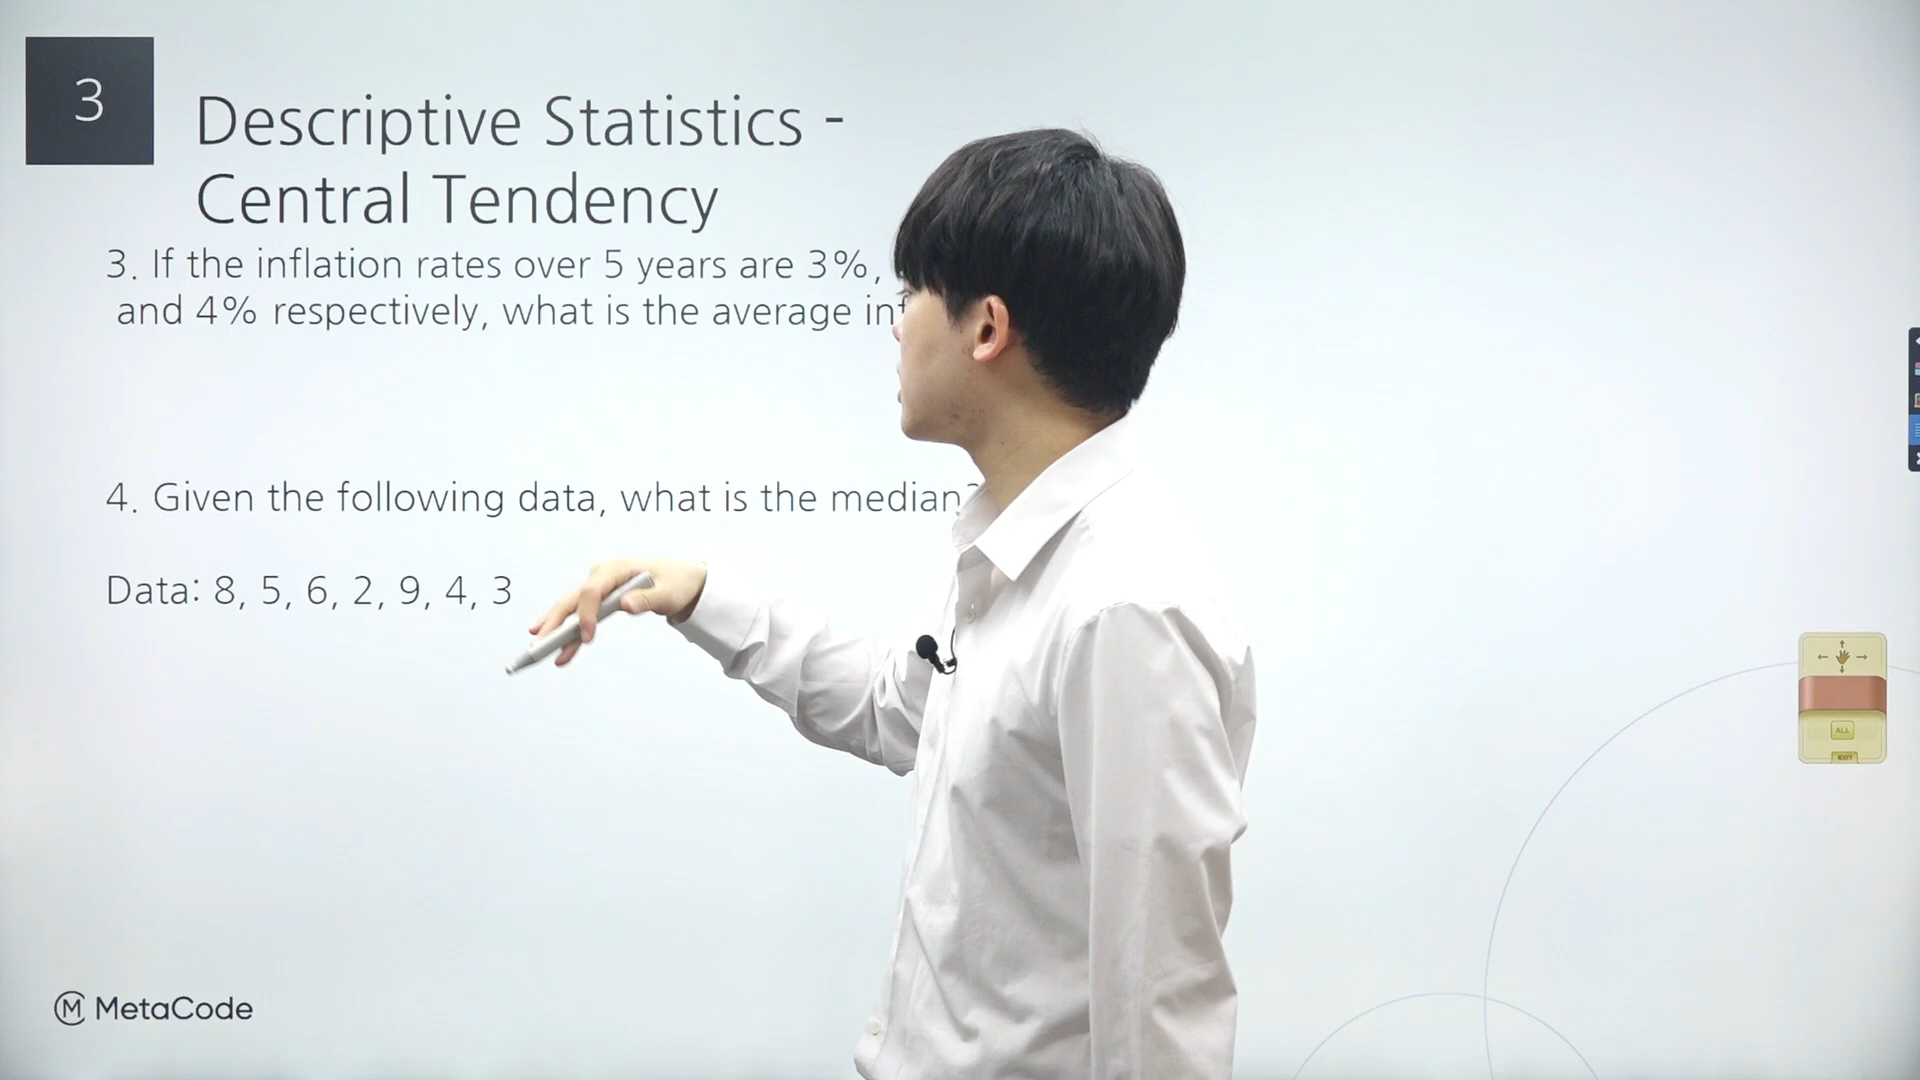 3
Descriptive Statistics -
Central Tendency
3. If the inflation rates over 5 years are 3%,
and 4% respectively, what is the average
4. Given the following data, what is the median?
Data: 8, 5, 6, 2, 9, 4, 3
ALL
EXIT
MetaCode